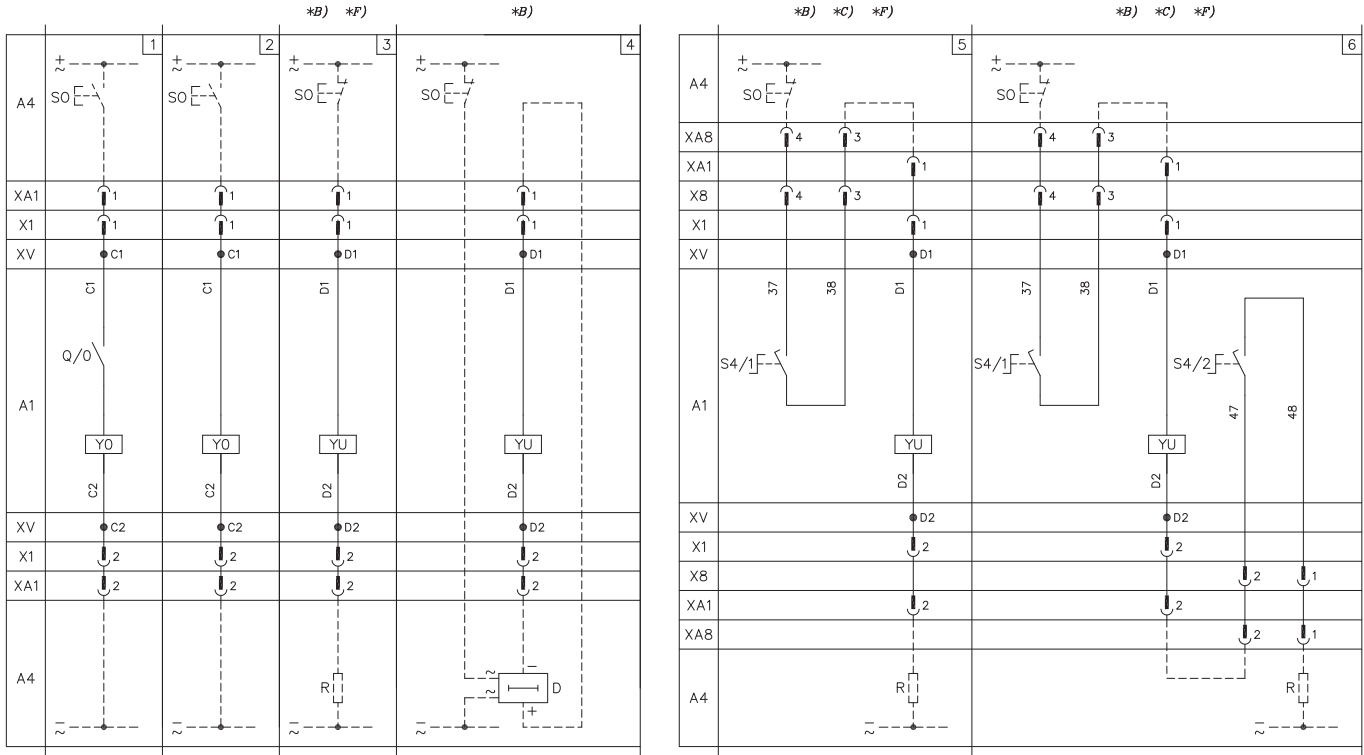 *B) *F) *B) *B) *C) *F) *B) *C) *F)
1 2 3 4 5 6
+ + + + + +
~ ~ ~ ~ ~ ~
A4 SO SO SO SO A4 SO SO
XA8 4 3 4 3
XA1 1 1
XA1 1 1 1 1 X8 4 3 4 3
X1 1 1 1 1 X1 1 1
XV C1 C1 D1 D1 XV D1 D1
C1 C1 D1 D1 37 38 D1 37 38 D1
Q/0 S4/1 S4/1 S4/2
A1 A1 47 48
YO YO YU YU YU YU
C2 C2 D2 D2 D2 D2
XV C2 C2 D2 D2 XV D2 D2
X1 2 2 2 2 X1 2 2
XA1 2 2 2 2 X8 2 1
XA1 2 2
XA8 2 1
A4 R ~ ~ − + D A4 R R
− − − − − −
~ ~ ~ ~ ~ ~